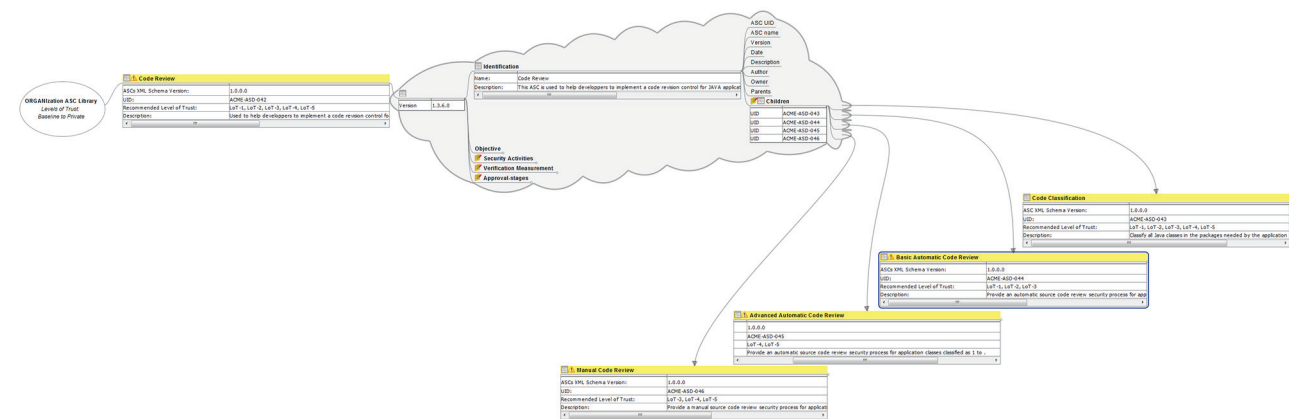 ORGANIzation ASC Library
Levels of Trust
Baseline to Private
Code Review
ASCs XML Schema Version: 1.0.0.0
UID: ACME-ASD-042
Recommended Level of Trust: LoT-1, LoT-2, LoT-3, LoT-4, LoT-5
Description: Used to help developpers to implement a code revision control fo
Version 1.3.6.0
Identification
Name: Code Review
Description: This ASC is used to help developpers to implement a code revision control for JAVA applicat
Objective
Security Activities
Verification Measurement
Approval-stages
ASC UID
ASC name
Version
Date
Description
Author
Owner
Parents
Children
UID ACME-ASD-043
UID ACME-ASD-044
UID ACME-ASD-045
UID ACME-ASD-046
Code Classification
ASC XML Schema Version: 1.0.0.0
UID: ACME-ASD-043
Recommended Level of Trust: LoT-1, LoT-2, LoT-3, LoT-4, LoT-5
Description: Classify all Java classes in the packages needed by the application
Basic Automatic Code Review
ASCs XML Schema Version: 1.0.0.0
UID: ACME-ASD-044
Recommended Level of Trust: LoT-1, LoT-2, LoT-3
Description: Provide an automatic source code review security process for app
Advanced Automatic Code Review
1.0.0.0
ACME-ASD-045
LoT-4, LoT-5
Provide an automatic source code review security process for application classes classified as 1 to .
Manual Code Review
ASCs XML Schema Version: 1.0.0.0
UID: ACME-ASD-046
Recommended Level of Trust: LoT-3, LoT-4, LoT-5
Description: Provide a manual source code review security process for applicat